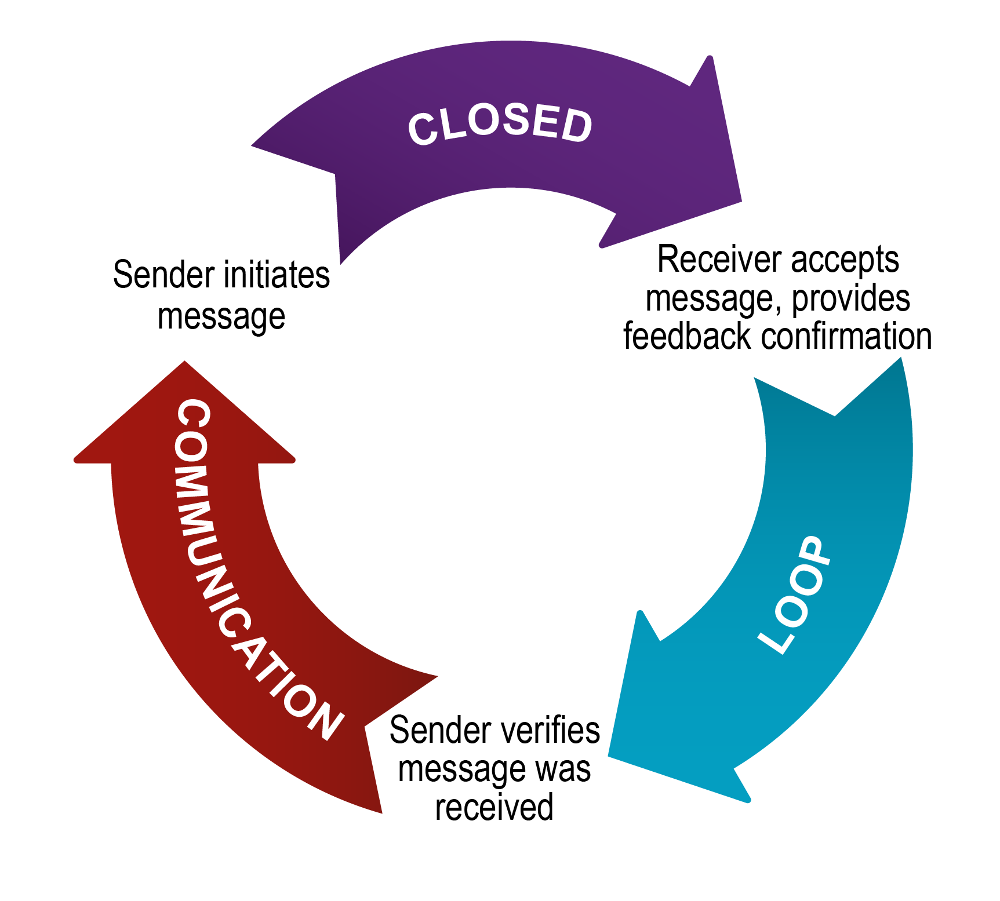 CLOSED
Sender initiates
message
Receiver accepts
message, provides
feedback confirmation
LOOP
Sender verifies
message was
received
COMMUNICATION